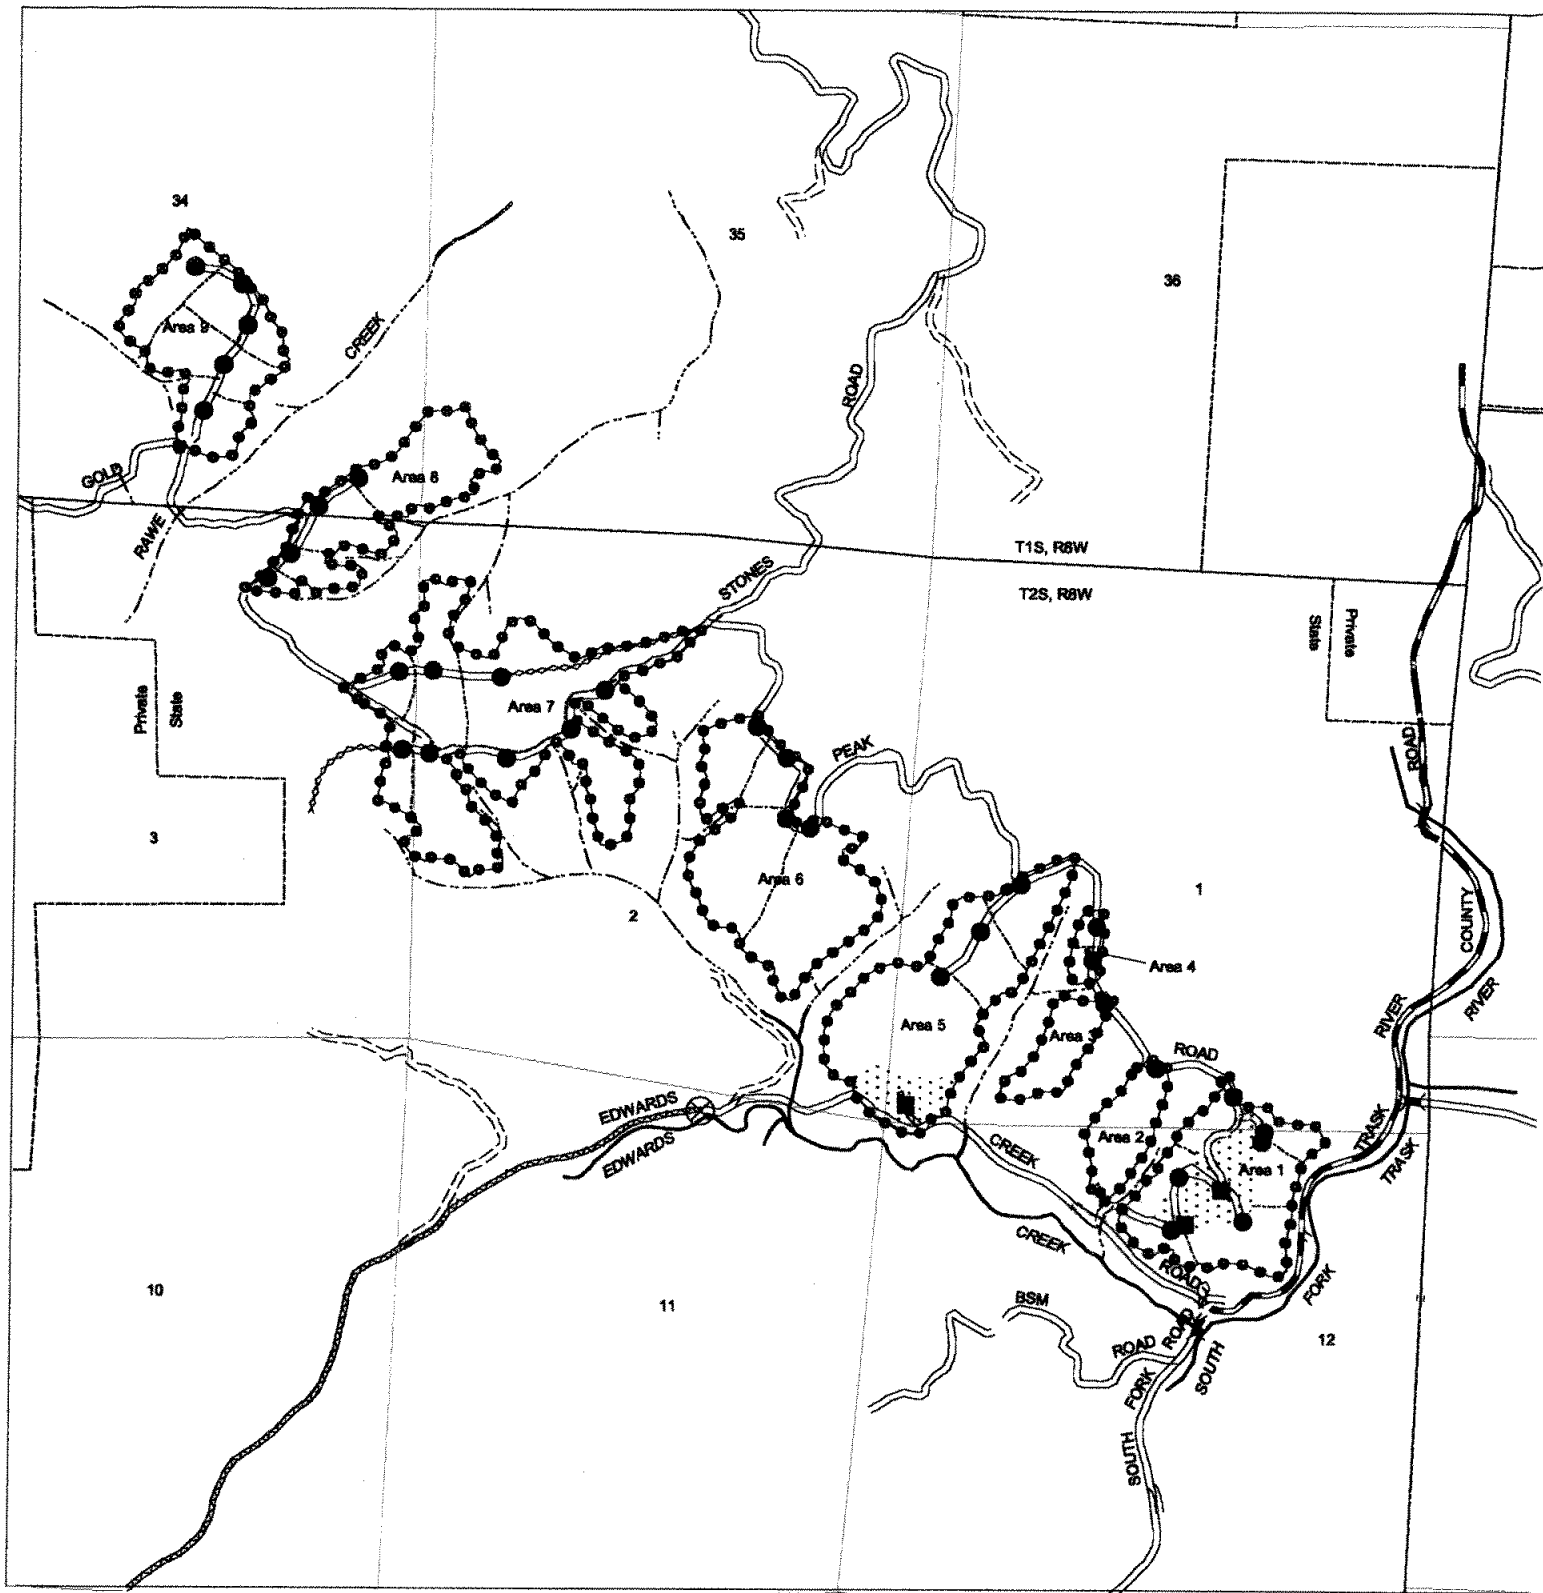 34
35
36
Area 9
CREEK
ROAD
Area 8
GOLD
RAWE
T1S, R8W
T2S, R8W
STONES
Private
State
Private
State
Area 7
PEAK
ROAD
3
Area 6
2
1
COUNTY
Area 4
RIVER
RIVER
Area 5
Area 3
ROAD
EDWARDS
EDWARDS
CREEK
Area 2
Area 1
TRASK
TRASK
CREEK
ROAD
FORK
10
11
BSM
ROAD
ROAD
12
FORK
SOUTH
SOUTH